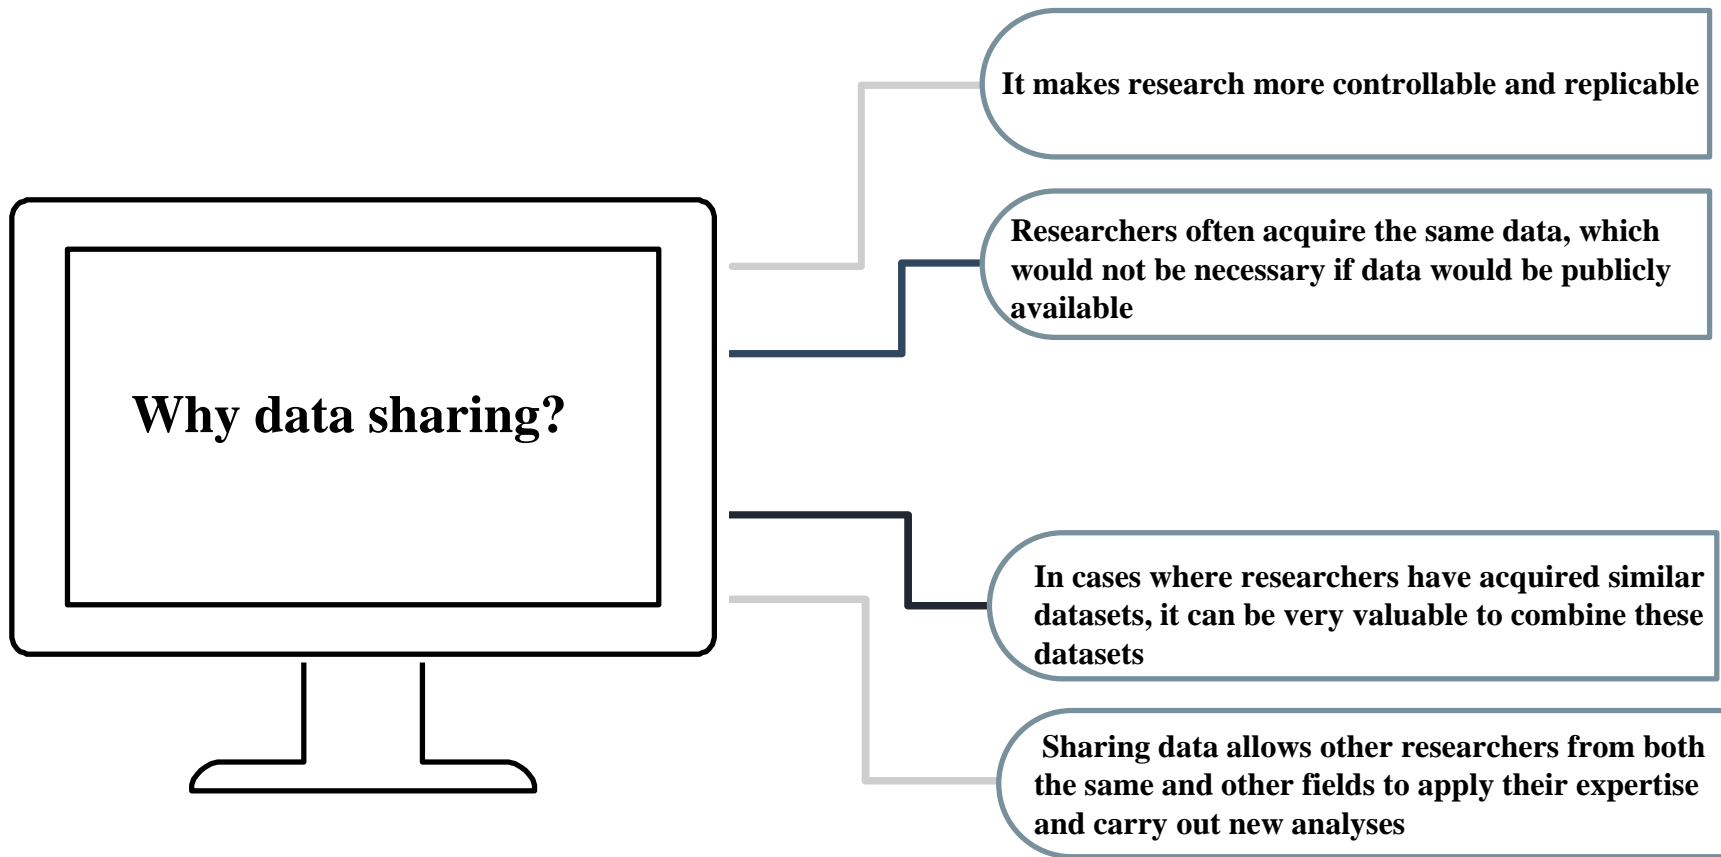 Why data sharing?
It makes research more controllable and replicable
Researchers often acquire the same data, which
would not be necessary if data would be publicly
available
In cases where researchers have acquired similar
datasets, it can be very valuable to combine these
datasets
Sharing data allows other researchers from both
the same and other fields to apply their expertise
and carry out new analyses